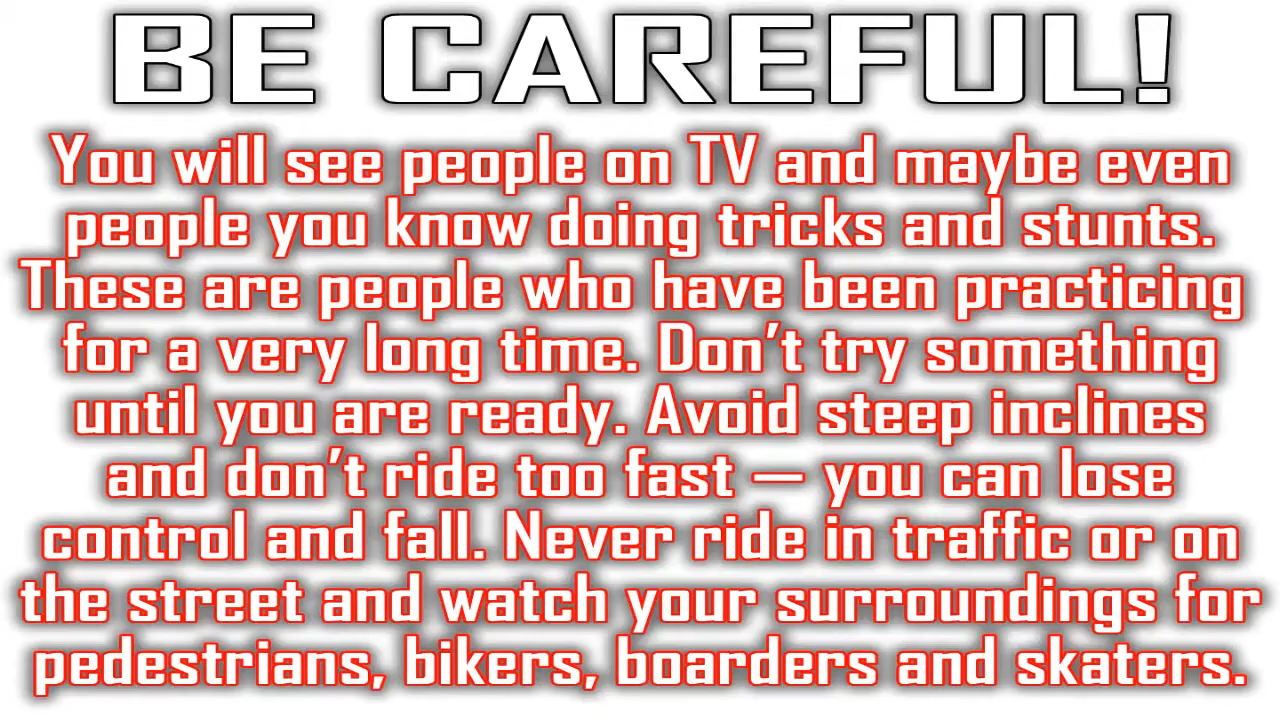 BE CAREFUL!
You will see people on TV and maybe even
people you know doing tricks and stunts.
These are people who have been practicing
for a very long time. Don’t try something
until you are ready. Avoid steep inclines
and don’t ride too fast — you can lose
control and fall. Never ride in traffic or on
the street and watch your surroundings for
pedestrians, bikers, boarders and skaters.